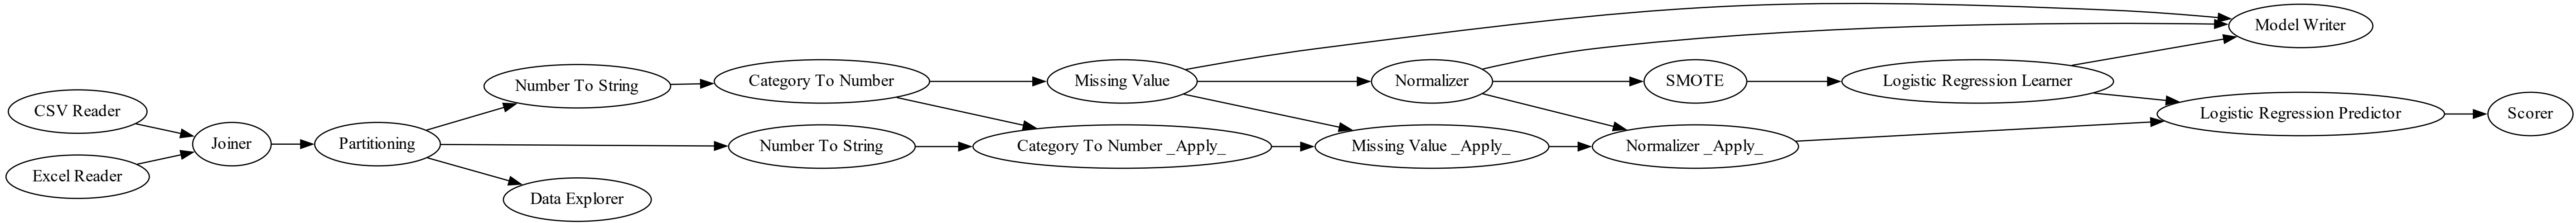 CSV Reader
Excel Reader
Joiner
Partitioning
Number To String
Number To String
Data Explorer
Category To Number
Category To Number _Apply_
Missing Value
Missing Value _Apply_
Normalizer
Normalizer _Apply_
SMOTE
Logistic Regression Learner
Model Writer
Logistic Regression Predictor
Scorer